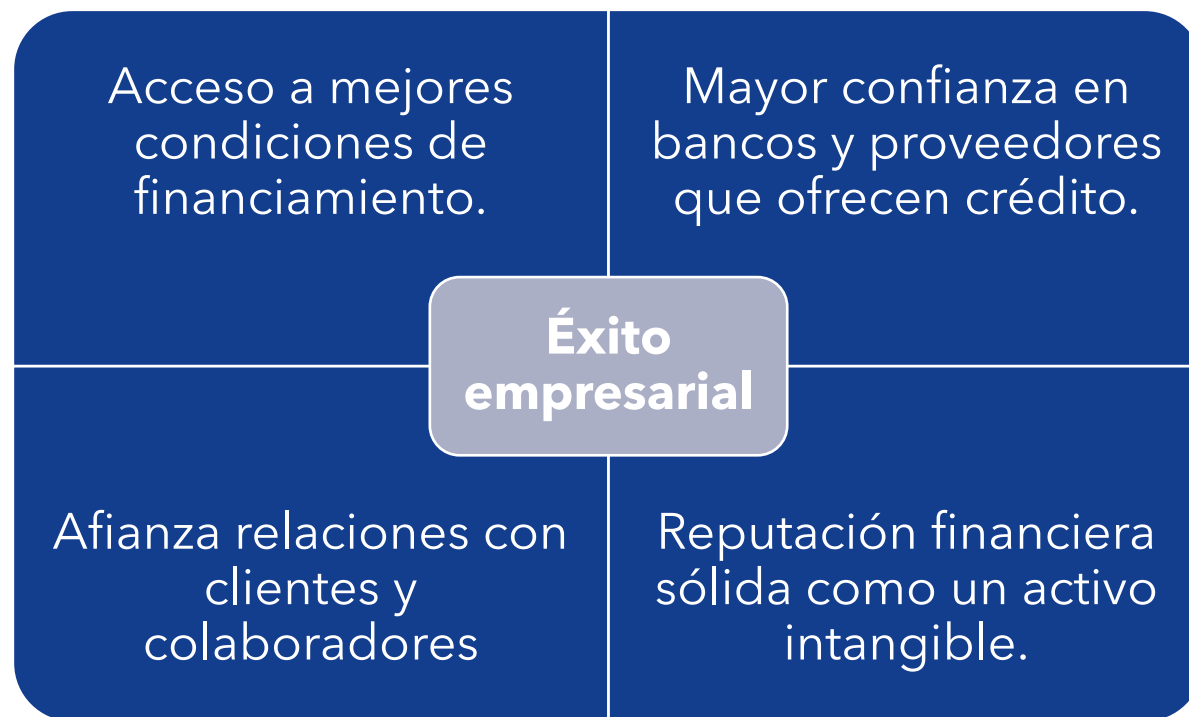 Acceso a mejores
condiciones de
financiamiento.
Mayor confianza en
bancos y proveedores
que ofrecen crédito.
Éxito
empresarial
Afianza relaciones con
clientes y
colaboradores
Reputación financiera
sólida como un activo
intangible.